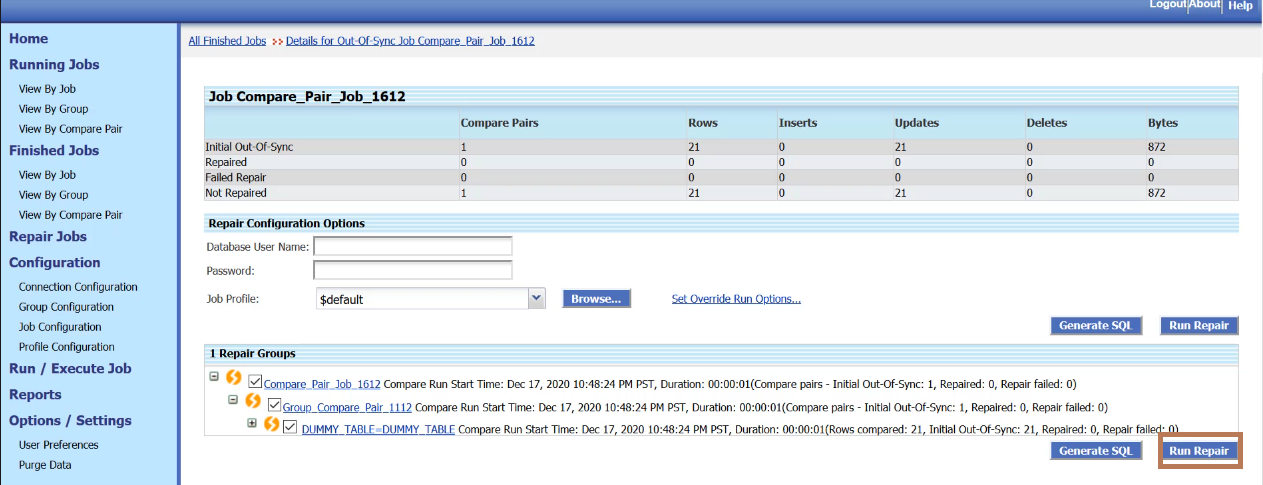 Logout About Help
Home
Running Jobs
View By Job
View By Group
View By Compare Pair
Finished Jobs
View By Job
View By Group
View By Compare Pair
Repair Jobs
Configuration
Connection Configuration
Group Configuration
Job Configuration
Profile Configuration
Run / Execute Job
Reports
Options / Settings
User Preferences
Purge Data
All Finished Jobs Details for Out-Of-Sync Job Compare_Pair_Job_1612
Job Compare_Pair_Job_1612
Compare Pairs Rows Inserts Updates Deletes Bytes
Initial Out-Of-Sync 1 21 0 21 0 872
Repaired 0 0 0 0 0 0
Failed Repair 0 0 0 0 0 0
Not Repaired 1 21 0 21 0 872
Repair Configuration Options
Database User Name:
Password:
Job Profile: $default Browse... Set Override Run Options...
Generate SQL Run Repair
1 Repair Groups
Compare_Pair_Job_1612 Compare Run Start Time: Dec 17, 2020 10:48:24 PM PST, Duration: 00:00:01(Compare pairs - Initial Out-Of-Sync: 1, Repaired: 0, Repair failed: 0)
Group_Compare_Pair_1112 Compare Run Start Time: Dec 17, 2020 10:48:24 PM PST, Duration: 00:00:01(Compare pairs - Initial Out-Of-Sync: 1, Repaired: 0, Repair failed: 0)
DUMMY_TABLE=DUMMY_TABLE Compare Run Start Time: Dec 17, 2020 10:48:24 PM PST, Duration: 00:00:01(Rows compared: 21, Initial Out-Of-Sync: 21, Repaired: 0, Repair failed: 0)
Generate SQL Run Repair